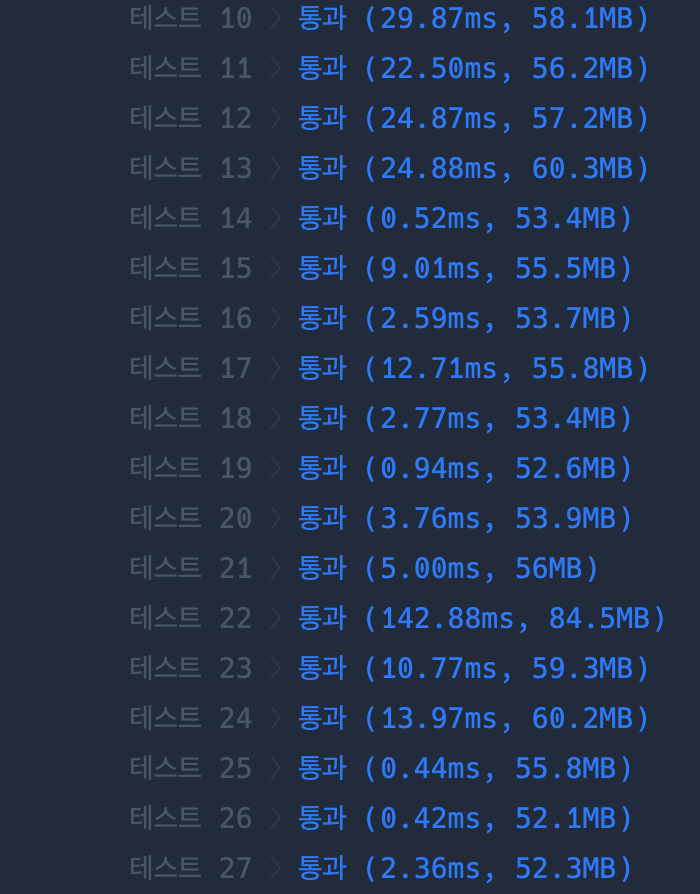 테스트 10 〉 통과 (29.87ms, 58.1MB)
테스트 11 〉 통과 (22.50ms, 56.2MB)
테스트 12 〉 통과 (24.87ms, 57.2MB)
테스트 13 〉 통과 (24.88ms, 60.3MB)
테스트 14 〉 통과 (0.52ms, 53.4MB)
테스트 15 〉 통과 (9.01ms, 55.5MB)
테스트 16 〉 통과 (2.59ms, 53.7MB)
테스트 17 〉 통과 (12.71ms, 55.8MB)
테스트 18 〉 통과 (2.77ms, 53.4MB)
테스트 19 〉 통과 (0.94ms, 52.6MB)
테스트 20 〉 통과 (3.76ms, 53.9MB)
테스트 21 〉 통과 (5.00ms, 56MB)
테스트 22 〉 통과 (142.88ms, 84.5MB)
테스트 23 〉 통과 (10.77ms, 59.3MB)
테스트 24 〉 통과 (13.97ms, 60.2MB)
테스트 25 〉 통과 (0.44ms, 55.8MB)
테스트 26 〉 통과 (0.42ms, 52.1MB)
테스트 27 〉 통과 (2.36ms, 52.3MB)